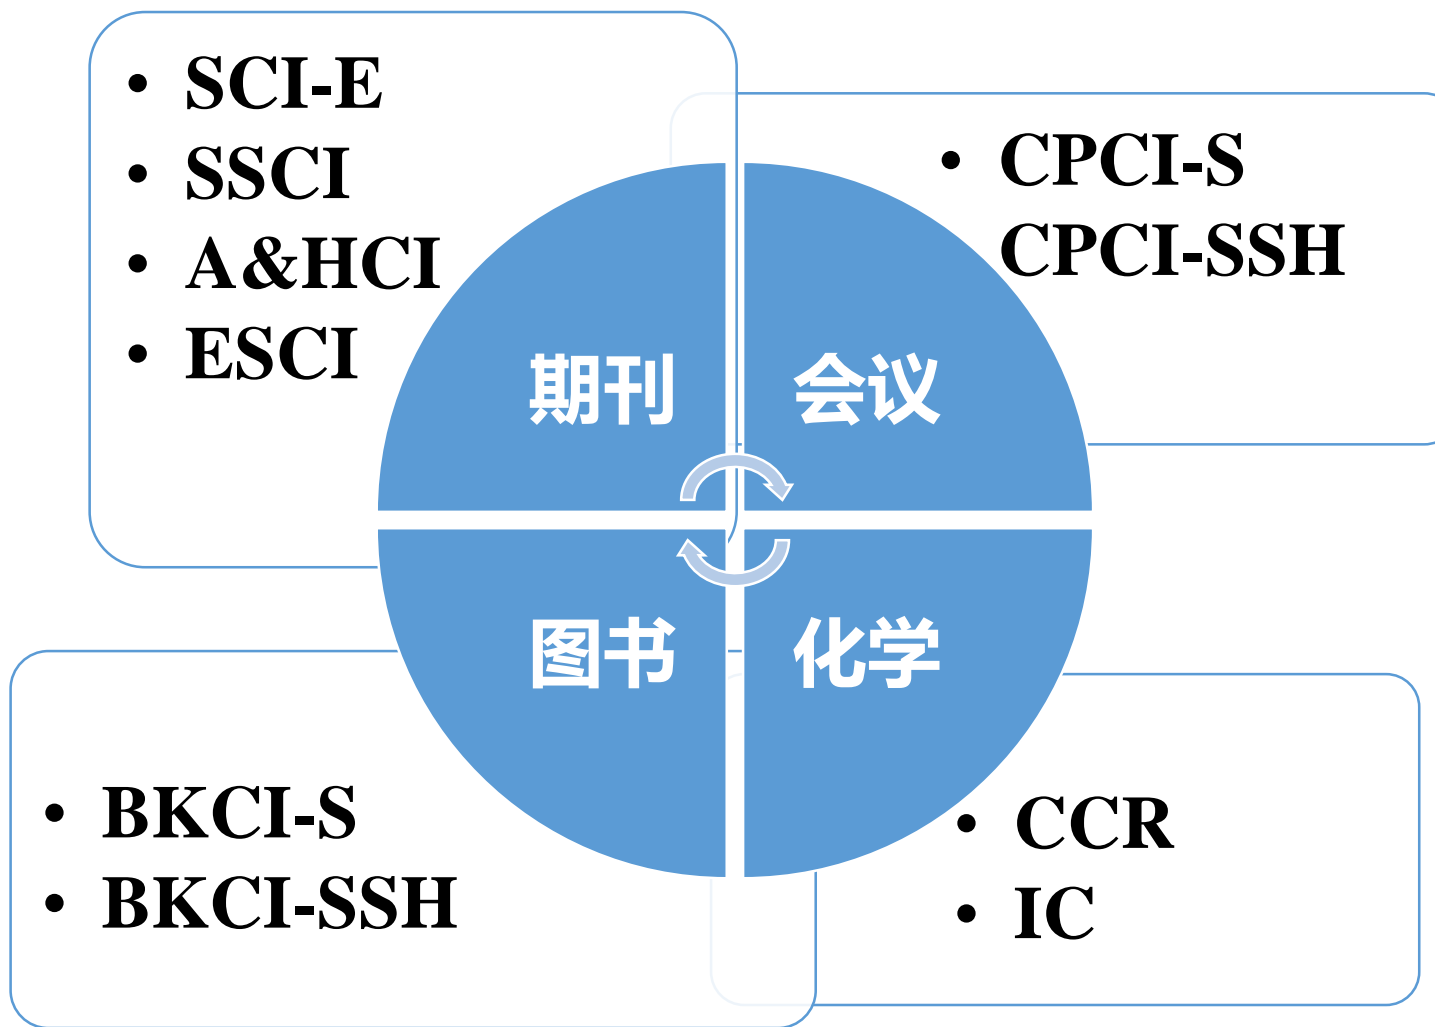 • SCI-E
• SSCI
• A&HCI
• ESCI
• CPCI-S
CPCI-SSH
期刊
会议
图书
化学
• BKCI-S
• BKCI-SSH
• CCR
• IC